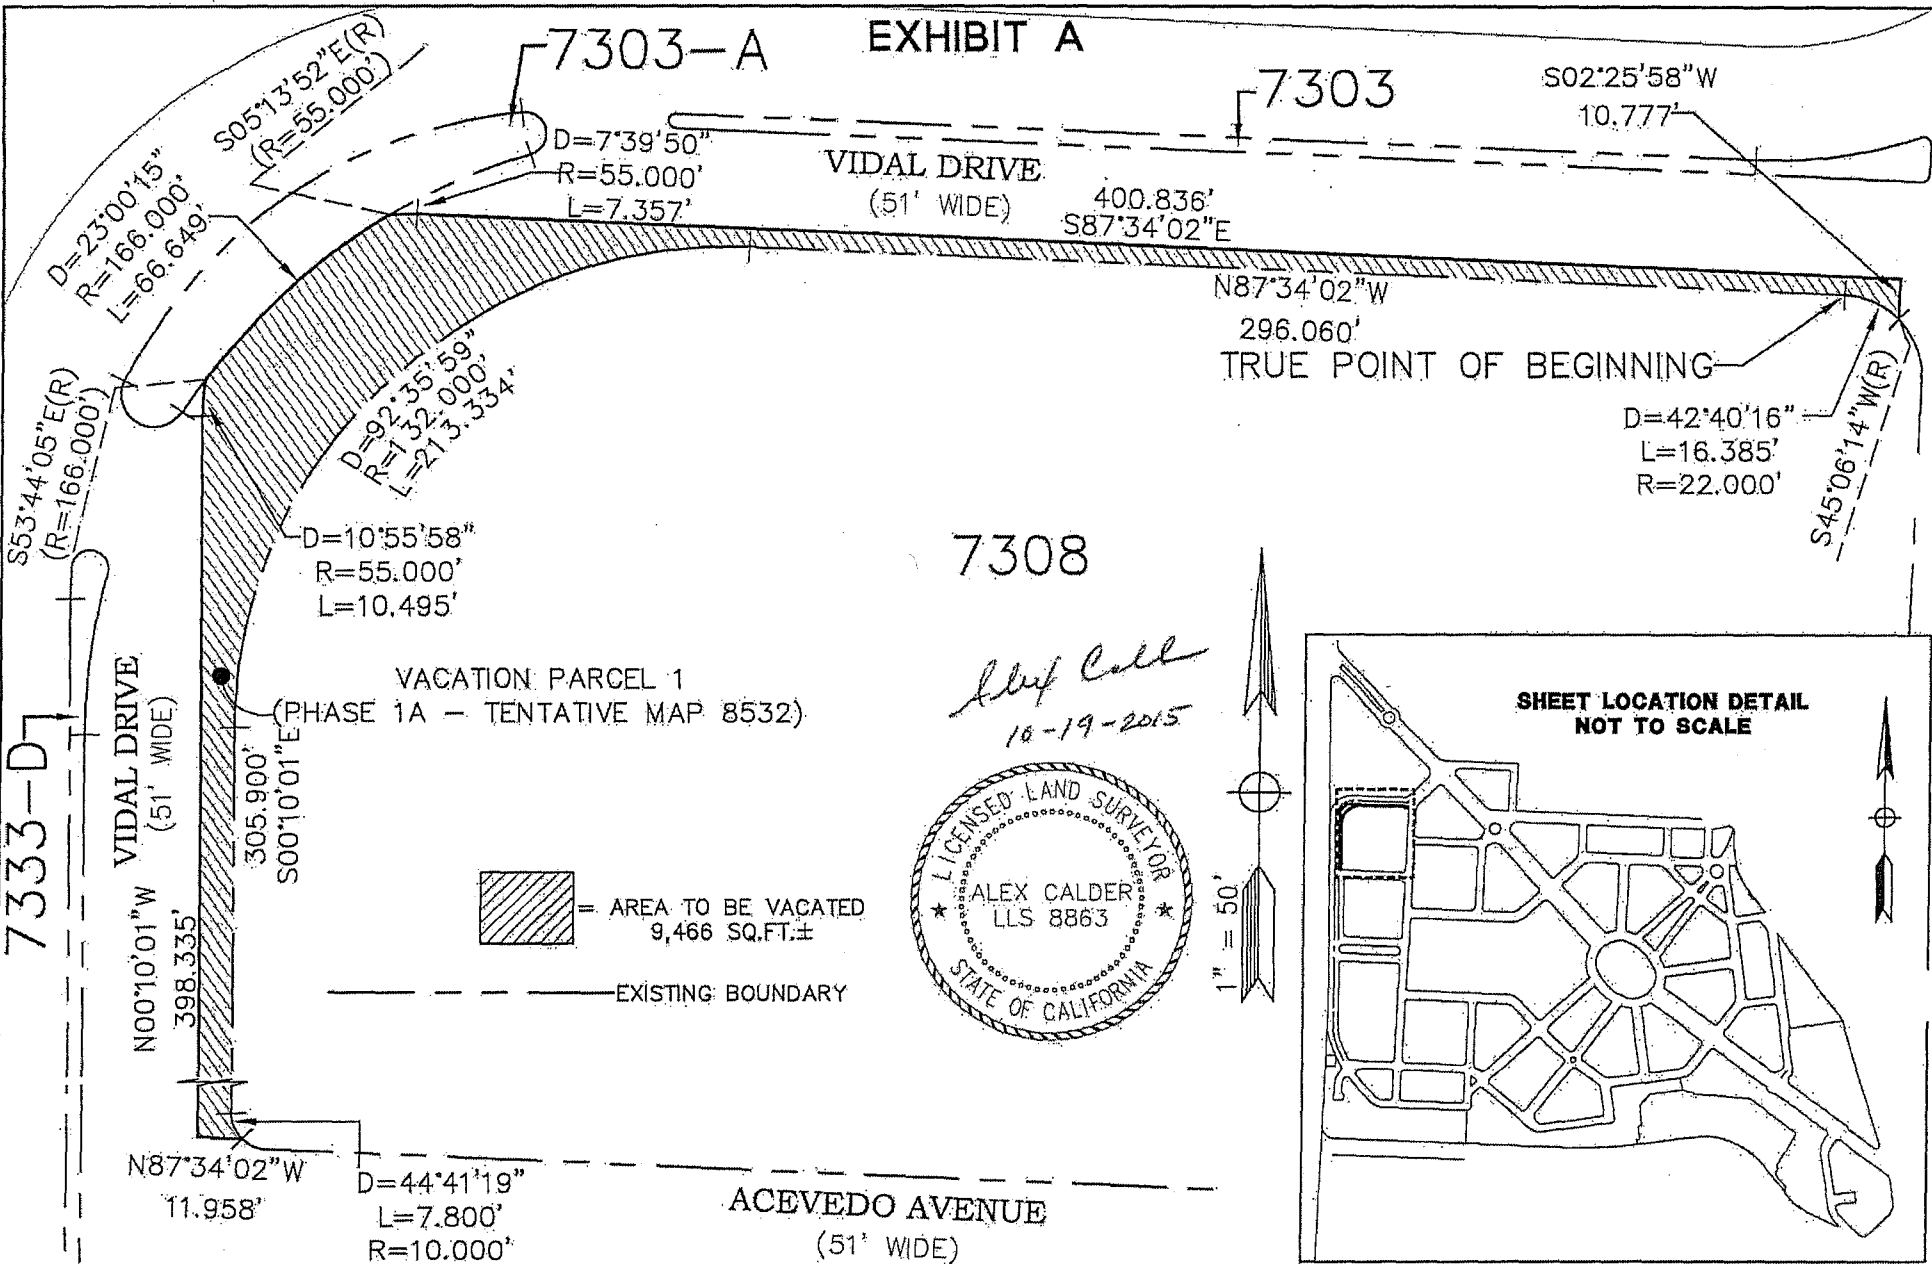 EXHIBIT A
7303-A
7303
S02°25'58"W
10.777'
S05°13'52"E(R)
(R=55.000')
D=7°39'50"
R=55.000'
L=7.357'
VIDAL DRIVE
(51' WIDE)
400.836'
S87°34'02"E
D=23°00'15"
R=166.000'
L=66.649'
N87°34'02"W
296.060'
TRUE POINT OF BEGINNING
D=42°40'16"
L=16.385'
R=22.000'
S45°06'14"W(R)
S53°44'05"E(R)
(R=166.000')
D=92°35'59"
R=132.000'
L=213.334'
D=10°55'58"
R=55.000'
L=10.495'
7308
VACATION PARCEL 1
(PHASE 1A - TENTATIVE MAP 8532)
10-19-2015
7333-D
VIDAL DRIVE
(51' WIDE)
305.900'
S00°10'01"E
N00°10'01"W
398.335'
= AREA TO BE VACATED
9,466 SQ.FT.±
EXISTING BOUNDARY
LICENSED LAND SURVEYOR
ALEX CALDER
LLS 8863
STATE OF CALIFORNIA
1" = 50'
SHEET LOCATION DETAIL
NOT TO SCALE
N87°34'02"W
11.958'
D=44°41'19"
L=7.800'
R=10.000'
ACEVEDO AVENUE
(51' WIDE)